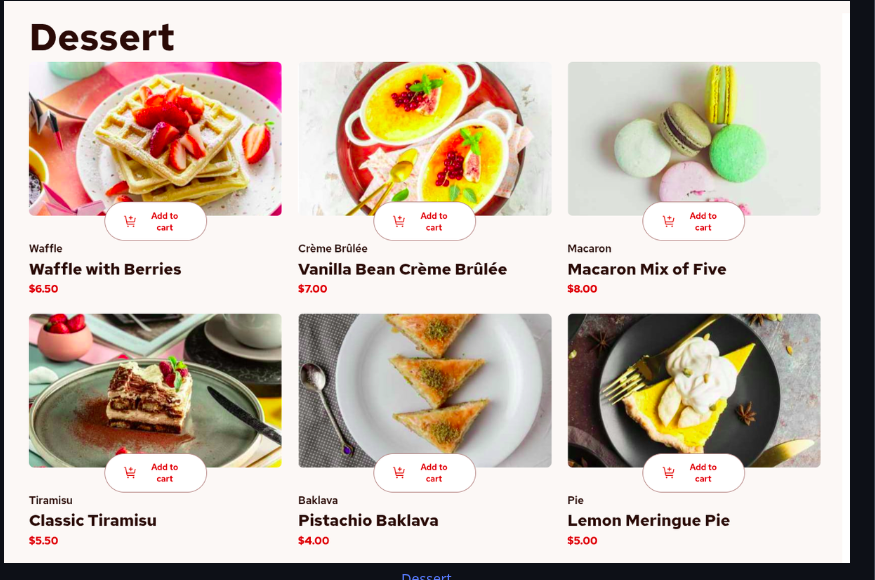 Dessert
Add to
cart
Add to
cart
Add to
cart
Waffle
Crème Brûlée
Macaron
Waffle with Berries
Vanilla Bean Crème Brûlée
Macaron Mix of Five
$6.50
$7.00
$8.00
Add to
cart
Add to
cart
Add to
cart
Tiramisu
Baklava
Pie
Classic Tiramisu
Pistachio Baklava
Lemon Meringue Pie
$5.50
$4.00
$5.00
Dessert